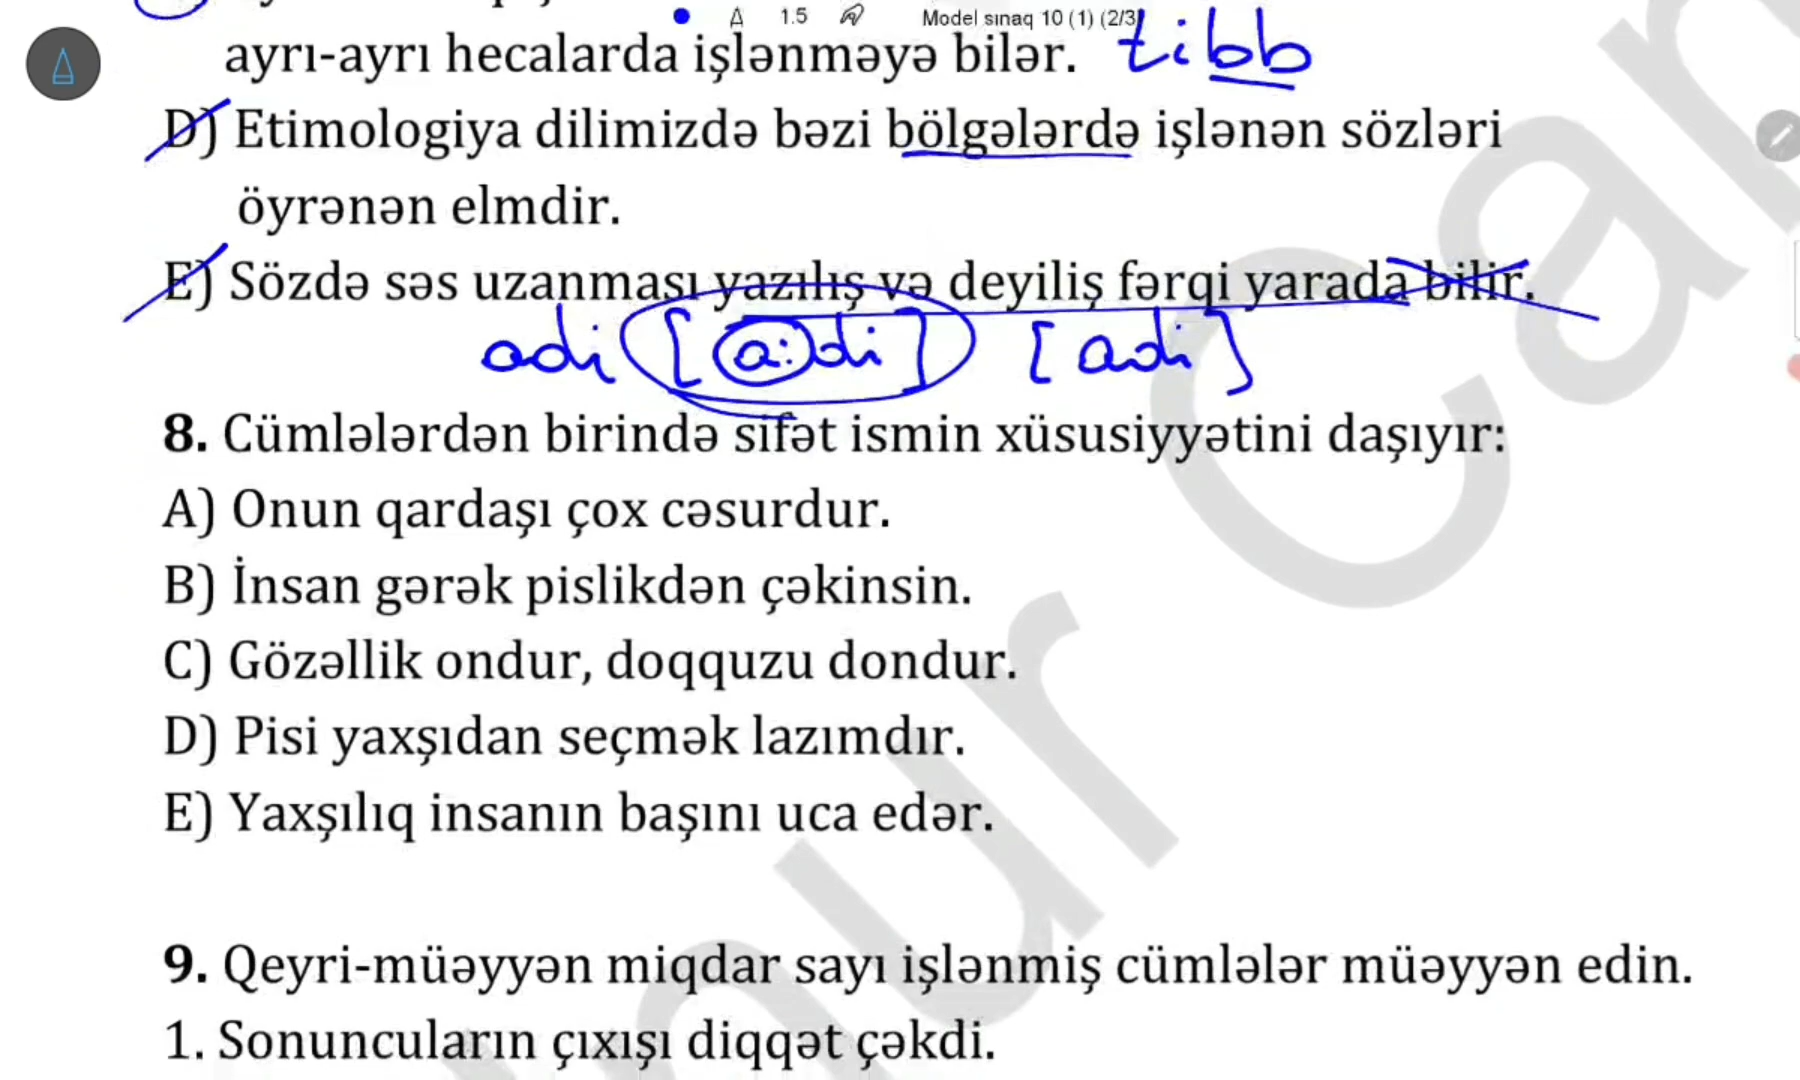 1.5 Model sınaq 10 (1) (2/3)
ayrı-ayrı hecalarda işlənməyə bilər. tibb
D) Etimologiya dilimizdə bəzi bölgələrdə işlənən sözləri
öyrənən elmdir.
E) Sözdə səs uzanması yazılış və deyiliş fərqi yarada bilir.
adi [a:di] [adi]
8. Cümlələrdən birində sifət ismin xüsusiyyətini daşıyır:
A) Onun qardaşı çox cəsurdur.
B) İnsan gərək pislikdən çəkinsin.
C) Gözəllik ondur, doqquzu dondur.
D) Pisi yaxşıdan seçmək lazımdır.
E) Yaxşılıq insanın başını uca edər.
9. Qeyri-müəyyən miqdar sayı işlənmiş cümlələr müəyyən edin.
1. Sonuncuların çıxışı diqqət çəkdi.